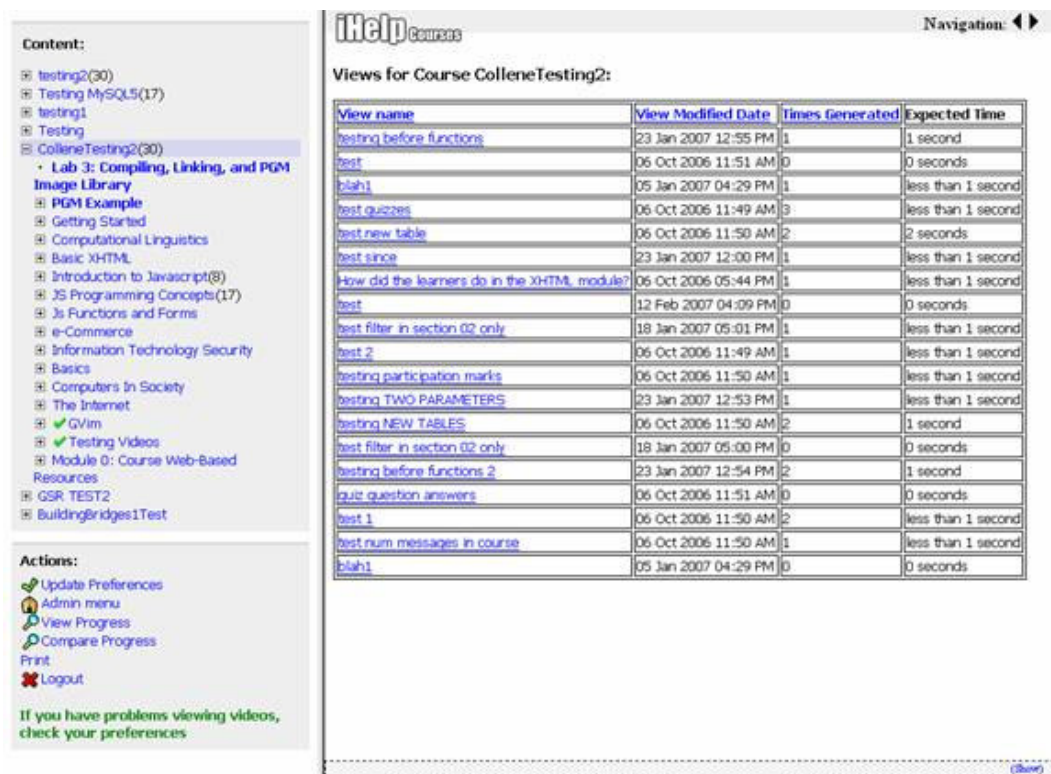 Content:
testing2(30)
Testing MySQL5(17)
testing1
Testing
ColleneTesting2(30)
Lab 3: Compiling, Linking, and PGM
Image Library
PGM Example
Getting Started
Computational Linguistics
Basic XHTML
Introduction to Javascript(8)
JS Programming Concepts(17)
Js Functions and Forms
e-Commerce
Information Technology Security
Basics
Computers In Society
The Internet
GVim
Testing Videos
Module 0: Course Web-Based
Resources
GSR TEST2
BuildingBridges1Test
Actions:
Update Preferences
Admin menu
View Progress
Compare Progress
Print
Logout
If you have problems viewing videos,
check your preferences
iHelp Courses
Navigation:
Views for Course ColleneTesting2:
View name View Modified Date Times Generated Expected Time
testing before functions 23 Jan 2007 12:55 PM 1 1 second
test 06 Oct 2006 11:51 AM 0 0 seconds
blah1 05 Jan 2007 04:29 PM 1 less than 1 second
test quizzes 06 Oct 2006 11:49 AM 3 less than 1 second
test new table 06 Oct 2006 11:50 AM 2 2 seconds
test since 23 Jan 2007 12:00 PM 1 less than 1 second
How did the learners do in the XHTML module? 06 Oct 2006 05:44 PM 1 less than 1 second
test 12 Feb 2007 04:09 PM 0 0 seconds
test filter in section 02 only 18 Jan 2007 05:01 PM 1 less than 1 second
test 2 06 Oct 2006 11:49 AM 1 less than 1 second
testing participation marks 06 Oct 2006 11:50 AM 1 less than 1 second
testing TWO PARAMETERS 23 Jan 2007 12:53 PM 1 less than 1 second
testing NEW TABLES 06 Oct 2006 11:50 AM 2 1 second
test filter in section 02 only 18 Jan 2007 05:00 PM 0 0 seconds
testing before functions 2 23 Jan 2007 12:54 PM 2 1 second
quiz question answers 06 Oct 2006 11:51 AM 0 0 seconds
test 1 06 Oct 2006 11:50 AM 2 less than 1 second
test num messages in course 06 Oct 2006 11:50 AM 1 less than 1 second
blah1 05 Jan 2007 04:29 PM 0 0 seconds
(Show)